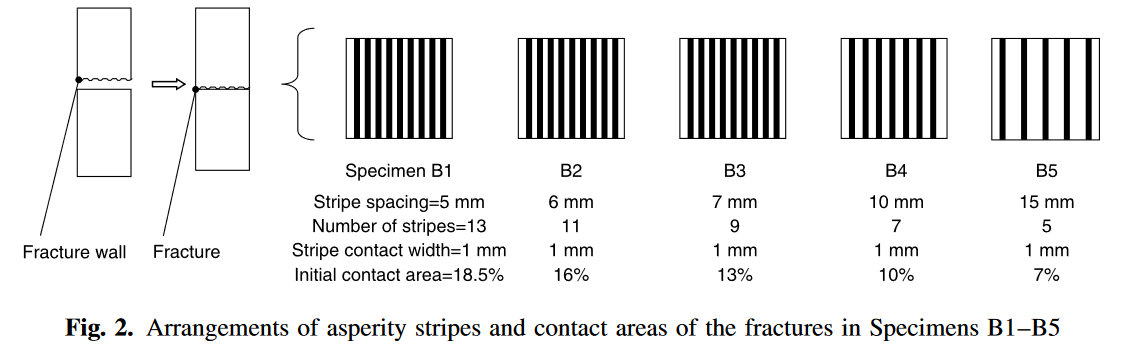 Specimen B1 B2 B3 B4 B5
Stripe spacing=5 mm 6 mm 7 mm 10 mm 15 mm
Number of stripes=13 11 9 7 5
Fracture wall Fracture Stripe contact width=1 mm 1 mm 1 mm 1 mm 1 mm
Initial contact area=18.5% 16% 13% 10% 7%
Fig. 2. Arrangements of asperity stripes and contact areas of the fractures in Specimens B1–B5